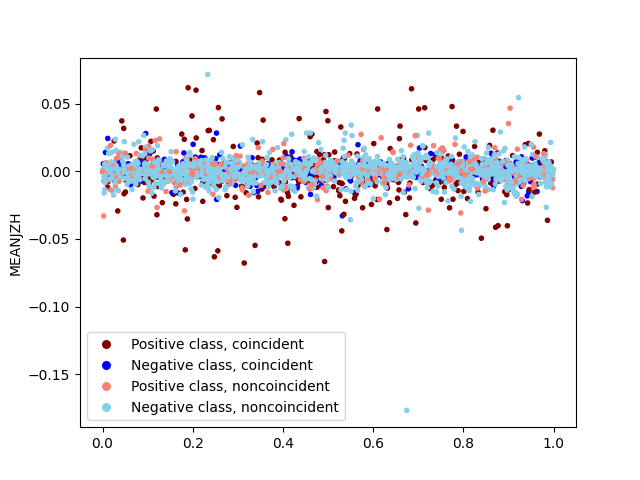 0.05
0.00
−0.05
−0.10
−0.15
MEANJZH
Positive class, coincident
Negative class, coincident
Positive class, noncoincident
Negative class, noncoincident
0.0 0.2 0.4 0.6 0.8 1.0